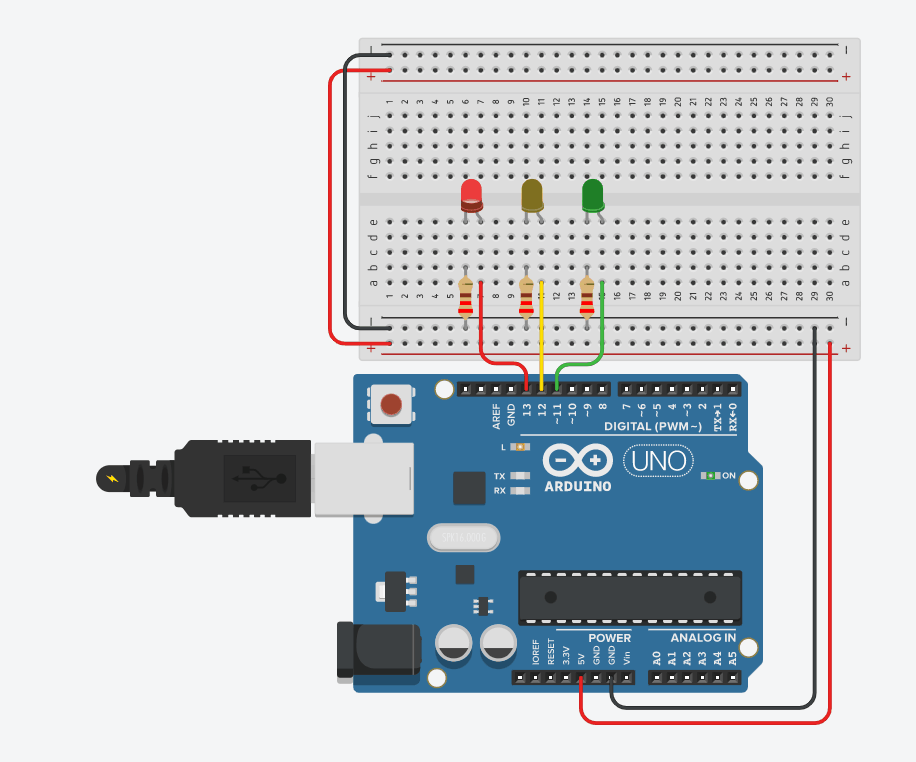 − −
+ +
1 2 3 4 5 6 7 8 9 10 11 12 13 14 15 16 17 18 19 20 21 22 23 24 25 26 27 28 29 30
j j
i i
h h
g g
f f
e e
d d
c c
b b
a a
1 2 3 4 5 6 8 9 10 12 13 14 16 17 18 19 20 21 22 23 24 25 26 27 28 29 30
− −
+ +
AREF GND 13 12 ~11 ~10 ~9 8 7 ~6 ~5 4 ~3 2 TX→1 RX←0
DIGITAL (PWM~)
L
TX
RX
ARDUINO
UNO
ON
POWER ANALOG IN
IOREF RESET 3.3V 5V GND GND Vin A0 A1 A2 A3 A4 A5